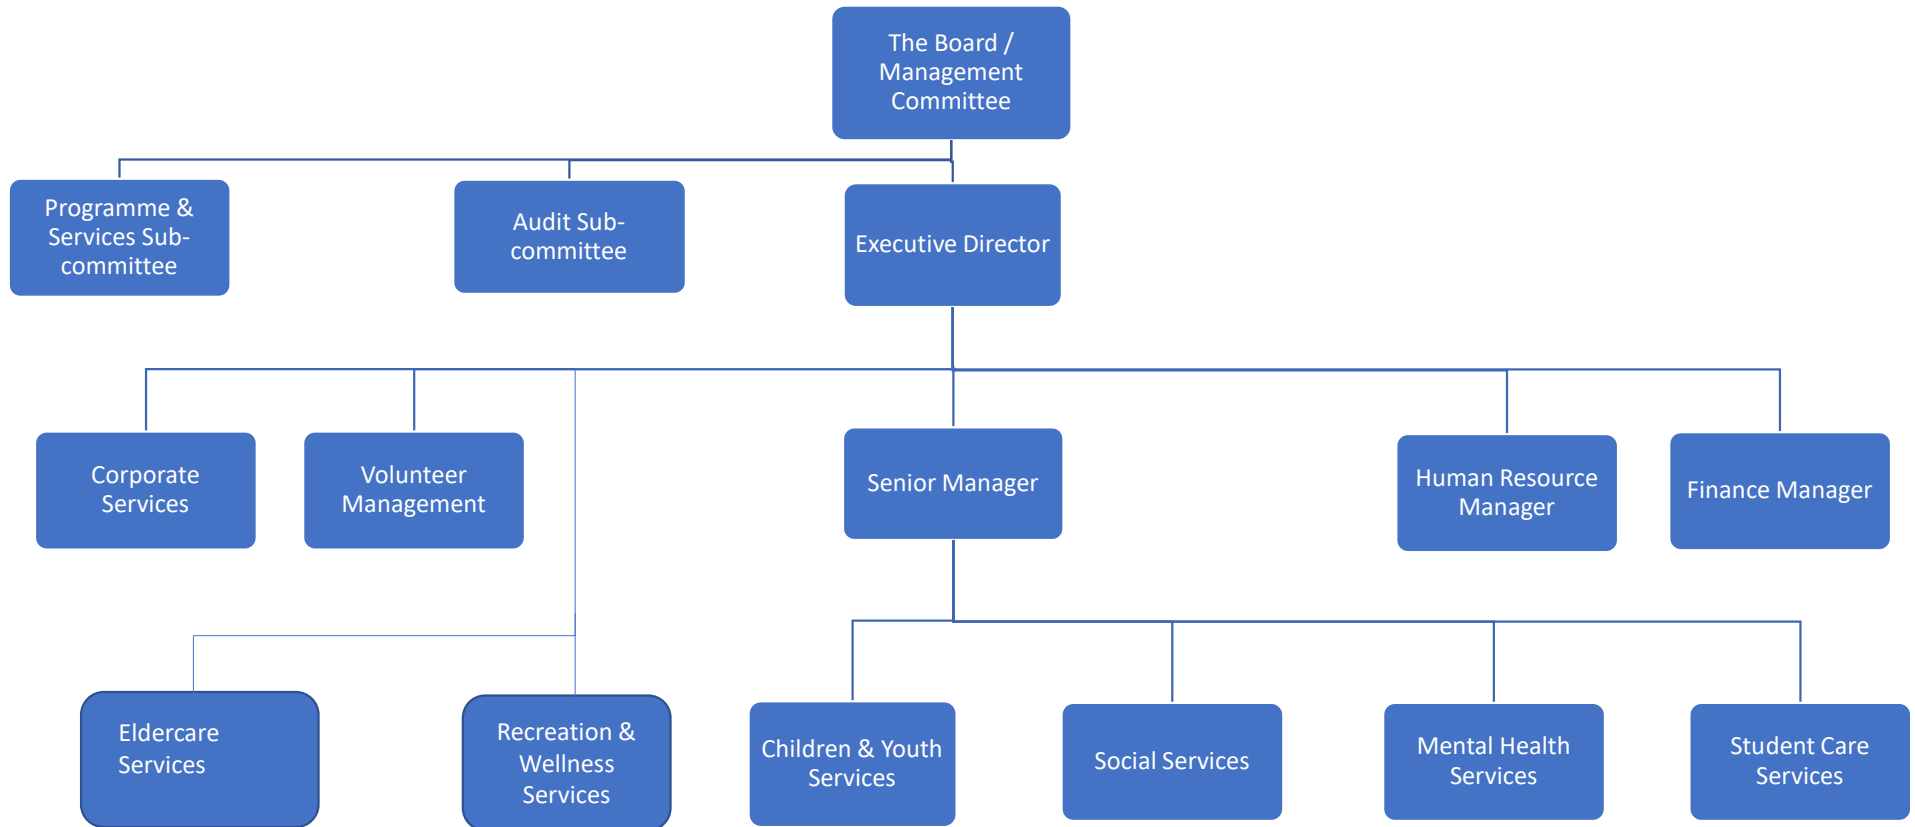 The Board /
Management
Committee
Programme &
Services Sub-
committee
Audit Sub-
committee
Executive Director
Corporate
Services
Volunteer
Management
Senior Manager
Human Resource
Manager
Finance Manager
Eldercare
Services
Recreation &
Wellness
Services
Children & Youth
Services
Social Services
Mental Health
Services
Student Care
Services